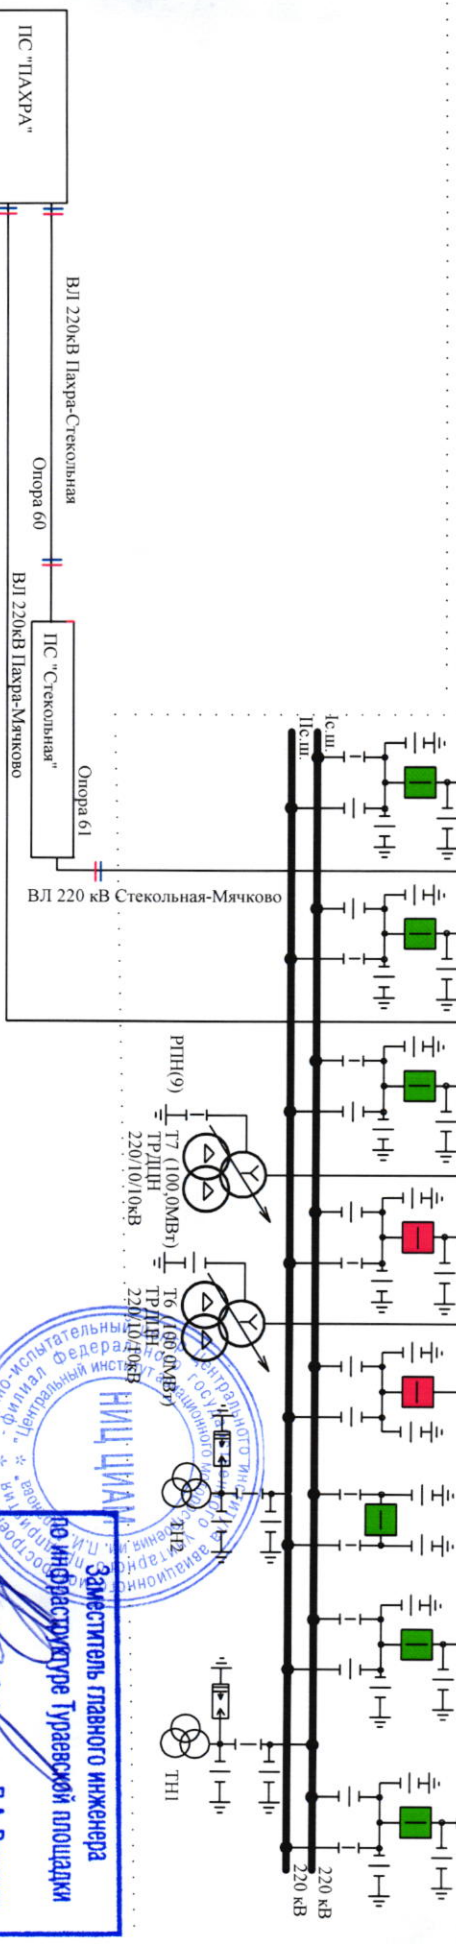 ПС "ПАХРА"
ВЛ 220кВ Пахра-Стекольная
Опора 60
ВЛ 220кВ Пахра-Мячково
ПС "Стекольная"
Опора 61
ВЛ 220 кВ Стекольная-Мячково
Iс.ш.
IIс.ш.
РПН(9)
Т7 (100,0МВт)
ТРДЦН
220/10/10кВ
Т6 (100,0МВт)
ТРДЦН
220/10/10кВ
ТН2
ТН1
220 кВ
220 кВ
НИЦ ЦИАМ
Заместитель главного инженера
по инфраструктуре Тураевской площадки